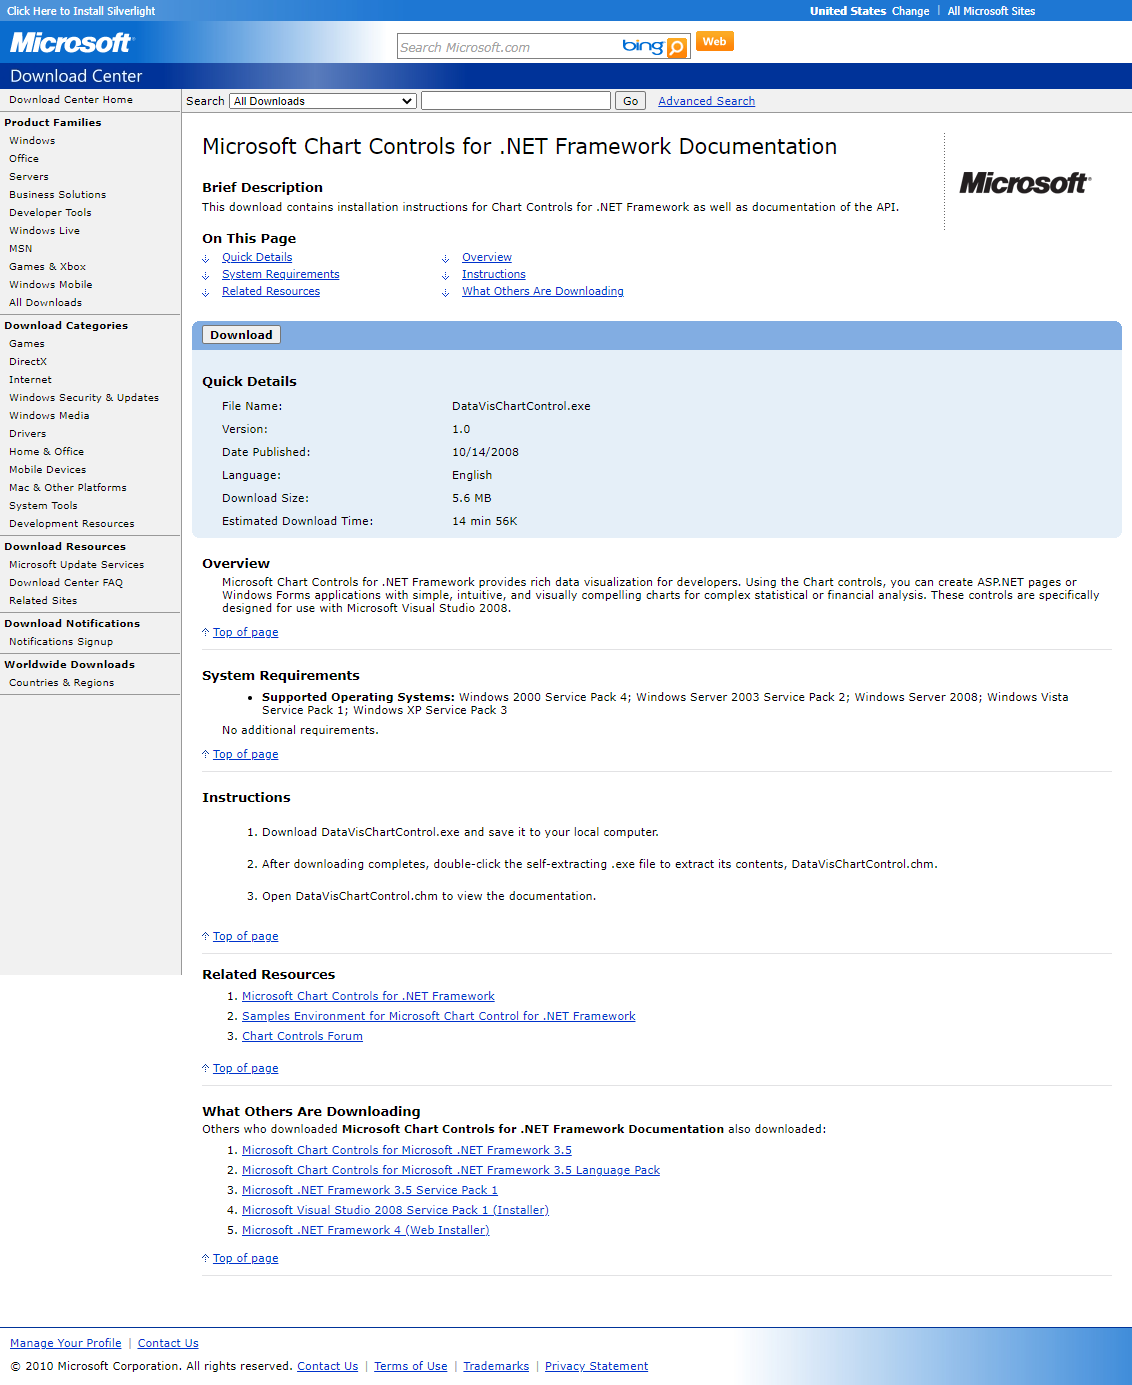 Click Here to Install Silverlight
United States Change | All Microsoft Sites
Microsoft
Search Microsoft.com bing Web
Download Center
Download Center Home
Product Families
Windows
Office
Servers
Business Solutions
Developer Tools
Windows Live
MSN
Games & Xbox
Windows Mobile
All Downloads
Download Categories
Games
DirectX
Internet
Windows Security & Updates
Windows Media
Drivers
Home & Office
Mobile Devices
Mac & Other Platforms
System Tools
Development Resources
Download Resources
Microsoft Update Services
Download Center FAQ
Related Sites
Download Notifications
Notifications Signup
Worldwide Downloads
Countries & Regions
Search All Downloads Go Advanced Search
Microsoft Chart Controls for .NET Framework Documentation
Microsoft
Brief Description
This download contains installation instructions for Chart Controls for .NET Framework as well as documentation of the API.
On This Page
Quick Details Overview
System Requirements Instructions
Related Resources What Others Are Downloading
Download
Quick Details
File Name: DataVisChartControl.exe
Version: 1.0
Date Published: 10/14/2008
Language: English
Download Size: 5.6 MB
Estimated Download Time: 14 min 56K
Overview
Microsoft Chart Controls for .NET Framework provides rich data visualization for developers. Using the Chart controls, you can create ASP.NET pages or
Windows Forms applications with simple, intuitive, and visually compelling charts for complex statistical or financial analysis. These controls are specifically
designed for use with Microsoft Visual Studio 2008.
Top of page
System Requirements
• Supported Operating Systems: Windows 2000 Service Pack 4; Windows Server 2003 Service Pack 2; Windows Server 2008; Windows Vista
Service Pack 1; Windows XP Service Pack 3
No additional requirements.
Top of page
Instructions
1. Download DataVisChartControl.exe and save it to your local computer.
2. After downloading completes, double-click the self-extracting .exe file to extract its contents, DataVisChartControl.chm.
3. Open DataVisChartControl.chm to view the documentation.
Top of page
Related Resources
1. Microsoft Chart Controls for .NET Framework
2. Samples Environment for Microsoft Chart Control for .NET Framework
3. Chart Controls Forum
Top of page
What Others Are Downloading
Others who downloaded Microsoft Chart Controls for .NET Framework Documentation also downloaded:
1. Microsoft Chart Controls for Microsoft .NET Framework 3.5
2. Microsoft Chart Controls for Microsoft .NET Framework 3.5 Language Pack
3. Microsoft .NET Framework 3.5 Service Pack 1
4. Microsoft Visual Studio 2008 Service Pack 1 (Installer)
5. Microsoft .NET Framework 4 (Web Installer)
Top of page
Manage Your Profile | Contact Us
© 2010 Microsoft Corporation. All rights reserved. Contact Us | Terms of Use | Trademarks | Privacy Statement